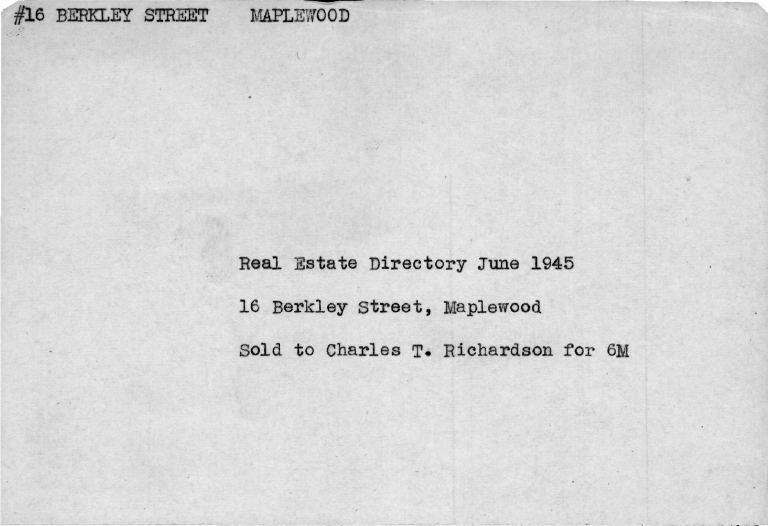 #16 BERKLEY STREET MAPLEWOOD
Real Estate Directory June 1945
16 Berkley Street, Maplewood
Sold to Charles T. Richardson for 6M